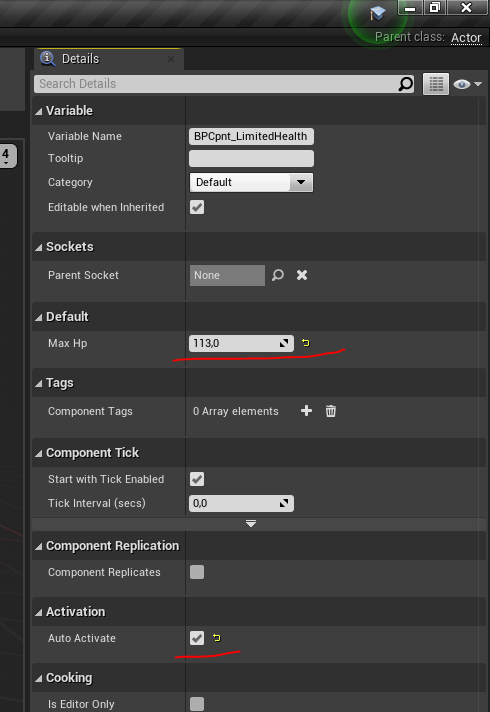 Parent class: Actor
Details
Search Details
Variable
Variable Name BPCpnt_LimitedHealth
Tooltip
4
Category Default
Editable when Inherited
Sockets
Parent Socket None
Default
Max Hp 113,0
Tags
Component Tags 0 Array elements
Component Tick
Start with Tick Enabled
Tick Interval (secs) 0,0
Component Replication
Component Replicates
Activation
Auto Activate
Cooking
Is Editor Only